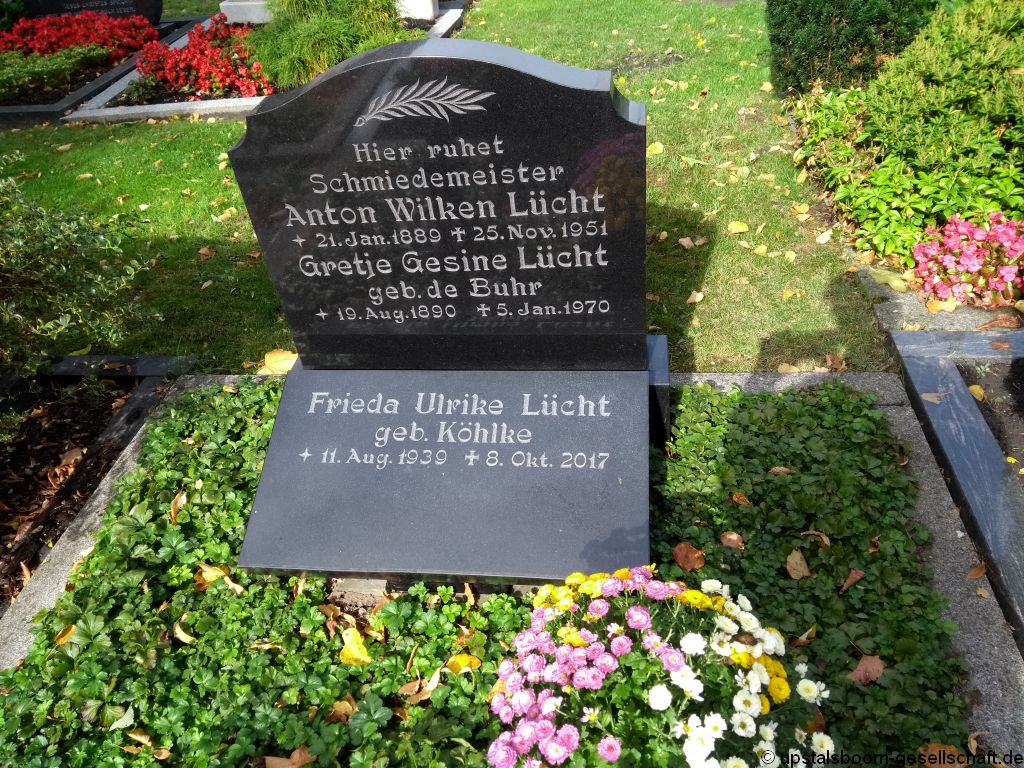 Hier ruhet
Schmiedemeister
Anton Wilken Lücht
✦ 21. Jan. 1889 ✝ 25. Nov. 1951
Gretje Gesine Lücht
geb. de Buhr
✦ 19. Aug. 1890 ✝ 5. Jan. 1970
Frieda Ulrike Lücht
geb. Köhlke
✦ 11. Aug. 1939 ✝ 8. Okt. 2017
© upstalsboom-gesellschaft.de